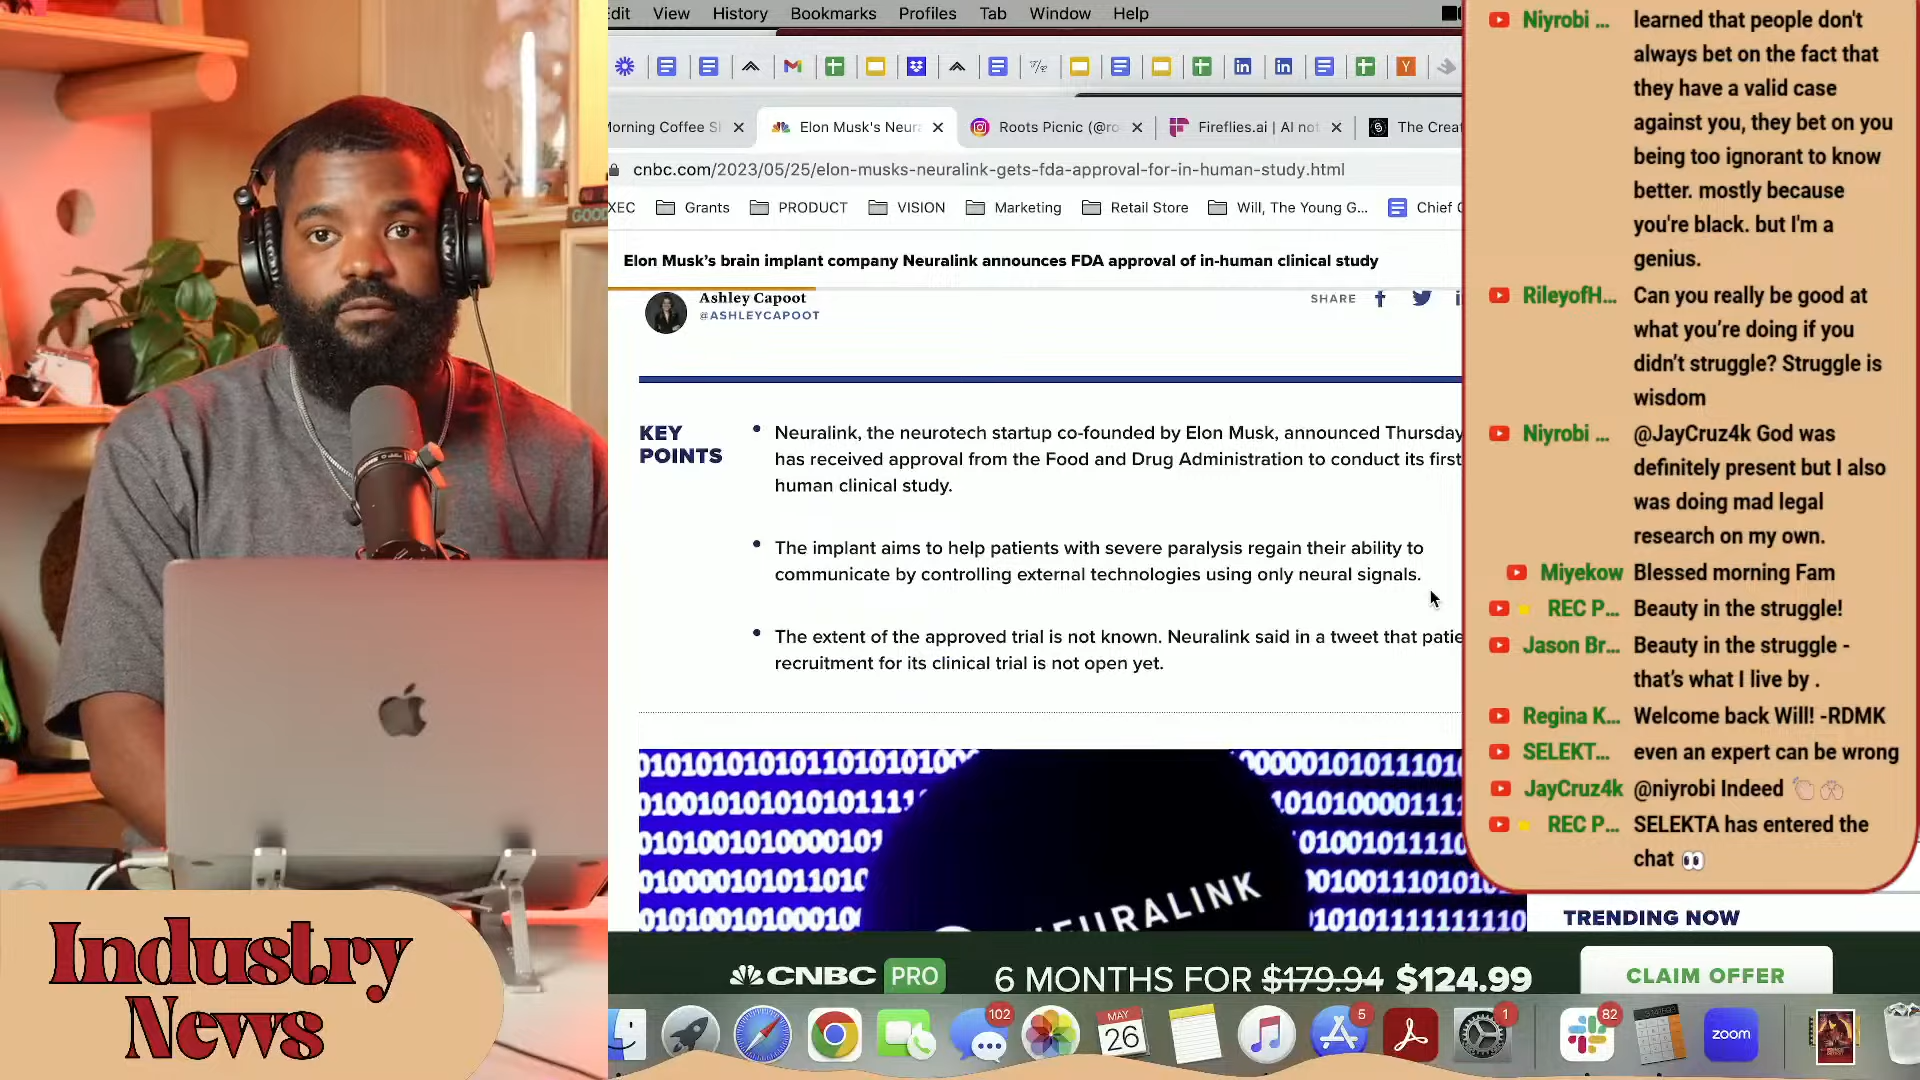 dit View History Bookmarks Profiles Tab Window Help
orning Coffee S
Elon Musk's Neur
Roots Picnic (@ro
Fireflies.ai | AI not
The Crea
cnbc.com/2023/05/25/elon-musks-neuralink-gets-fda-approval-for-in-human-study.html
XEC Grants PRODUCT VISION Marketing Retail Store Will, The Young G... Chief
Elon Musk's brain implant company Neuralink announces FDA approval of in-human clinical study
Ashley Capoot
@ASHLEYCAPOOT
SHARE
KEY
POINTS
Neuralink, the neurotech startup co-founded by Elon Musk, announced Thursday
has received approval from the Food and Drug Administration to conduct its first
human clinical study.
The implant aims to help patients with severe paralysis regain their ability to
communicate by controlling external technologies using only neural signals.
The extent of the approved trial is not known. Neuralink said in a tweet that patie
recruitment for its clinical trial is not open yet.
NEURALINK
TRENDING NOW
CNBC PRO 6 MONTHS FOR $179.94 $124.99
CLAIM OFFER
102
MAY
26
5
1
82
zoom
Niyrobi ... learned that people don't
always bet on the fact that
they have a valid case
against you, they bet on you
being too ignorant to know
better. mostly because
you're black. but I'm a
genius.
RileyofH... Can you really be good at
what you're doing if you
didn't struggle? Struggle is
wisdom
Niyrobi ... @JayCruz4k God was
definitely present but I also
was doing mad legal
research on my own.
Miyekow Blessed morning Fam
REC P... Beauty in the struggle!
Jason Br... Beauty in the struggle -
that's what I live by .
Regina K... Welcome back Will! -RDMK
SELEKT... even an expert can be wrong
JayCruz4k @niyrobi Indeed 👏🏼🫶🏼
REC P... SELEKTA has entered the
chat 👀
Industry
News